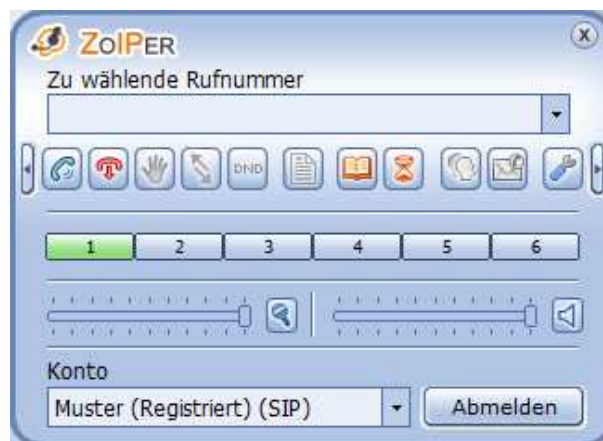 ZoIPER
Zu wählende Rufnummer
DND
1 2 3 4 5 6
Konto
Muster (Registriert) (SIP)
Abmelden